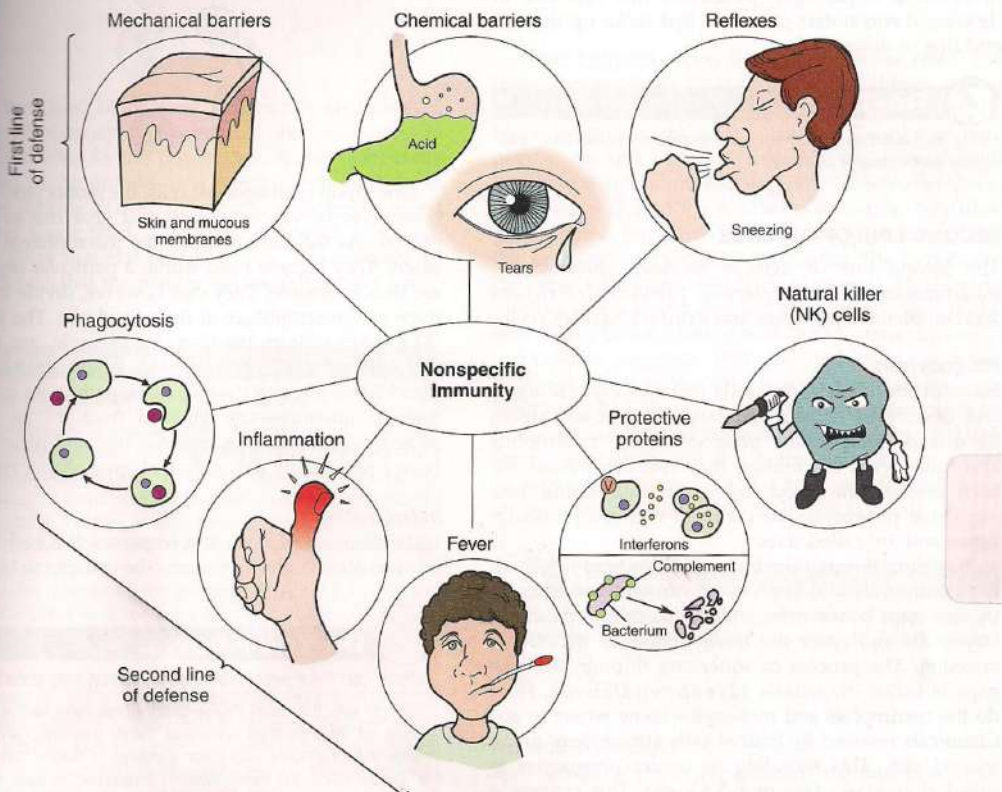 Mechanical barriers
Chemical barriers
Reflexes
First line
of defense
Acid
Skin and mucous
membranes
Tears
Sneezing
Natural killer
(NK) cells
Phagocytosis
Nonspecific
Immunity
Protective
proteins
Inflammation
V
Interferons
Fever
Complement
Bacterium
Second line
of defense